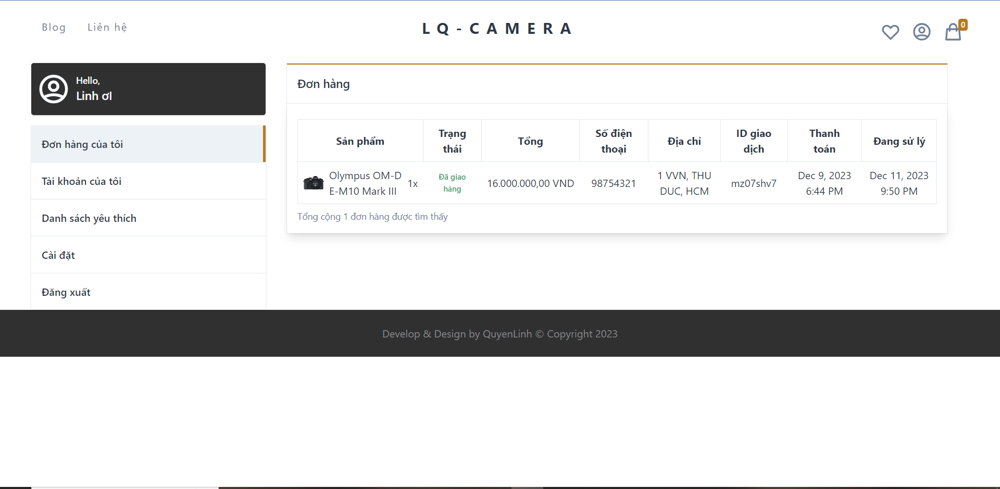 Blog
Liên hệ
LQ-CAMERA
0
Hello,
Linh ơI
Đơn hàng của tôi
Tài khoản của tôi
Danh sách yêu thích
Cài đặt
Đăng xuất
Đơn hàng
Sản phẩm
Trạng
thái
Tổng
Số điện
thoại
Địa chỉ
ID giao
dịch
Thanh
toán
Đang sử lý
Olympus OM-D
E-M10 Mark III
1x
Đã giao
hàng
16.000.000,00 VND
98754321
1 VVN, THU
DUC, HCM
mz07shv7
Dec 9, 2023
6:44 PM
Dec 11, 2023
9:50 PM
Tổng cộng 1 đơn hàng được tìm thấy
Develop & Design by QuyenLinh © Copyright 2023